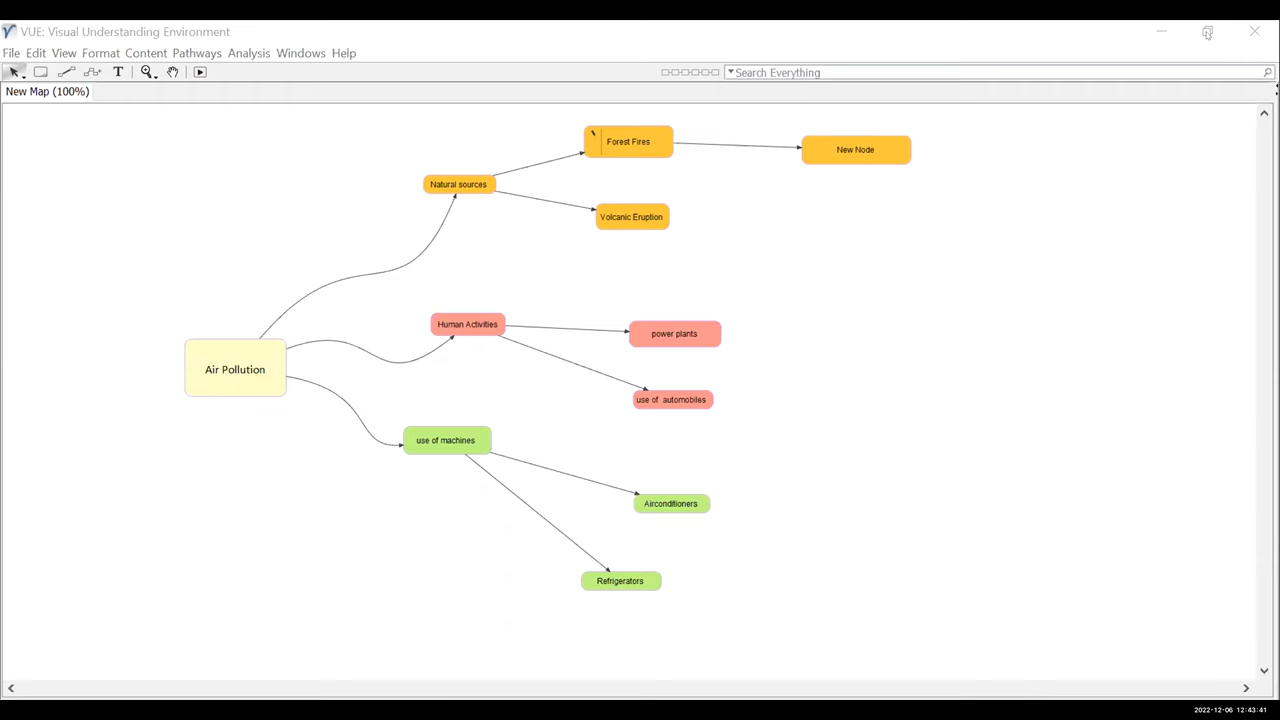 VUE: Visual Understanding Environment
File Edit View Format Content Pathways Analysis Windows Help
T Search Everything
New Map (100%)
Forest Fires
New Node
Natural sources
Volcanic Eruption
Human Activities
power plants
Air Pollution
use of  automobiles
use of machines
Airconditioners
Refrigerators
2022-12-06 12:43:41